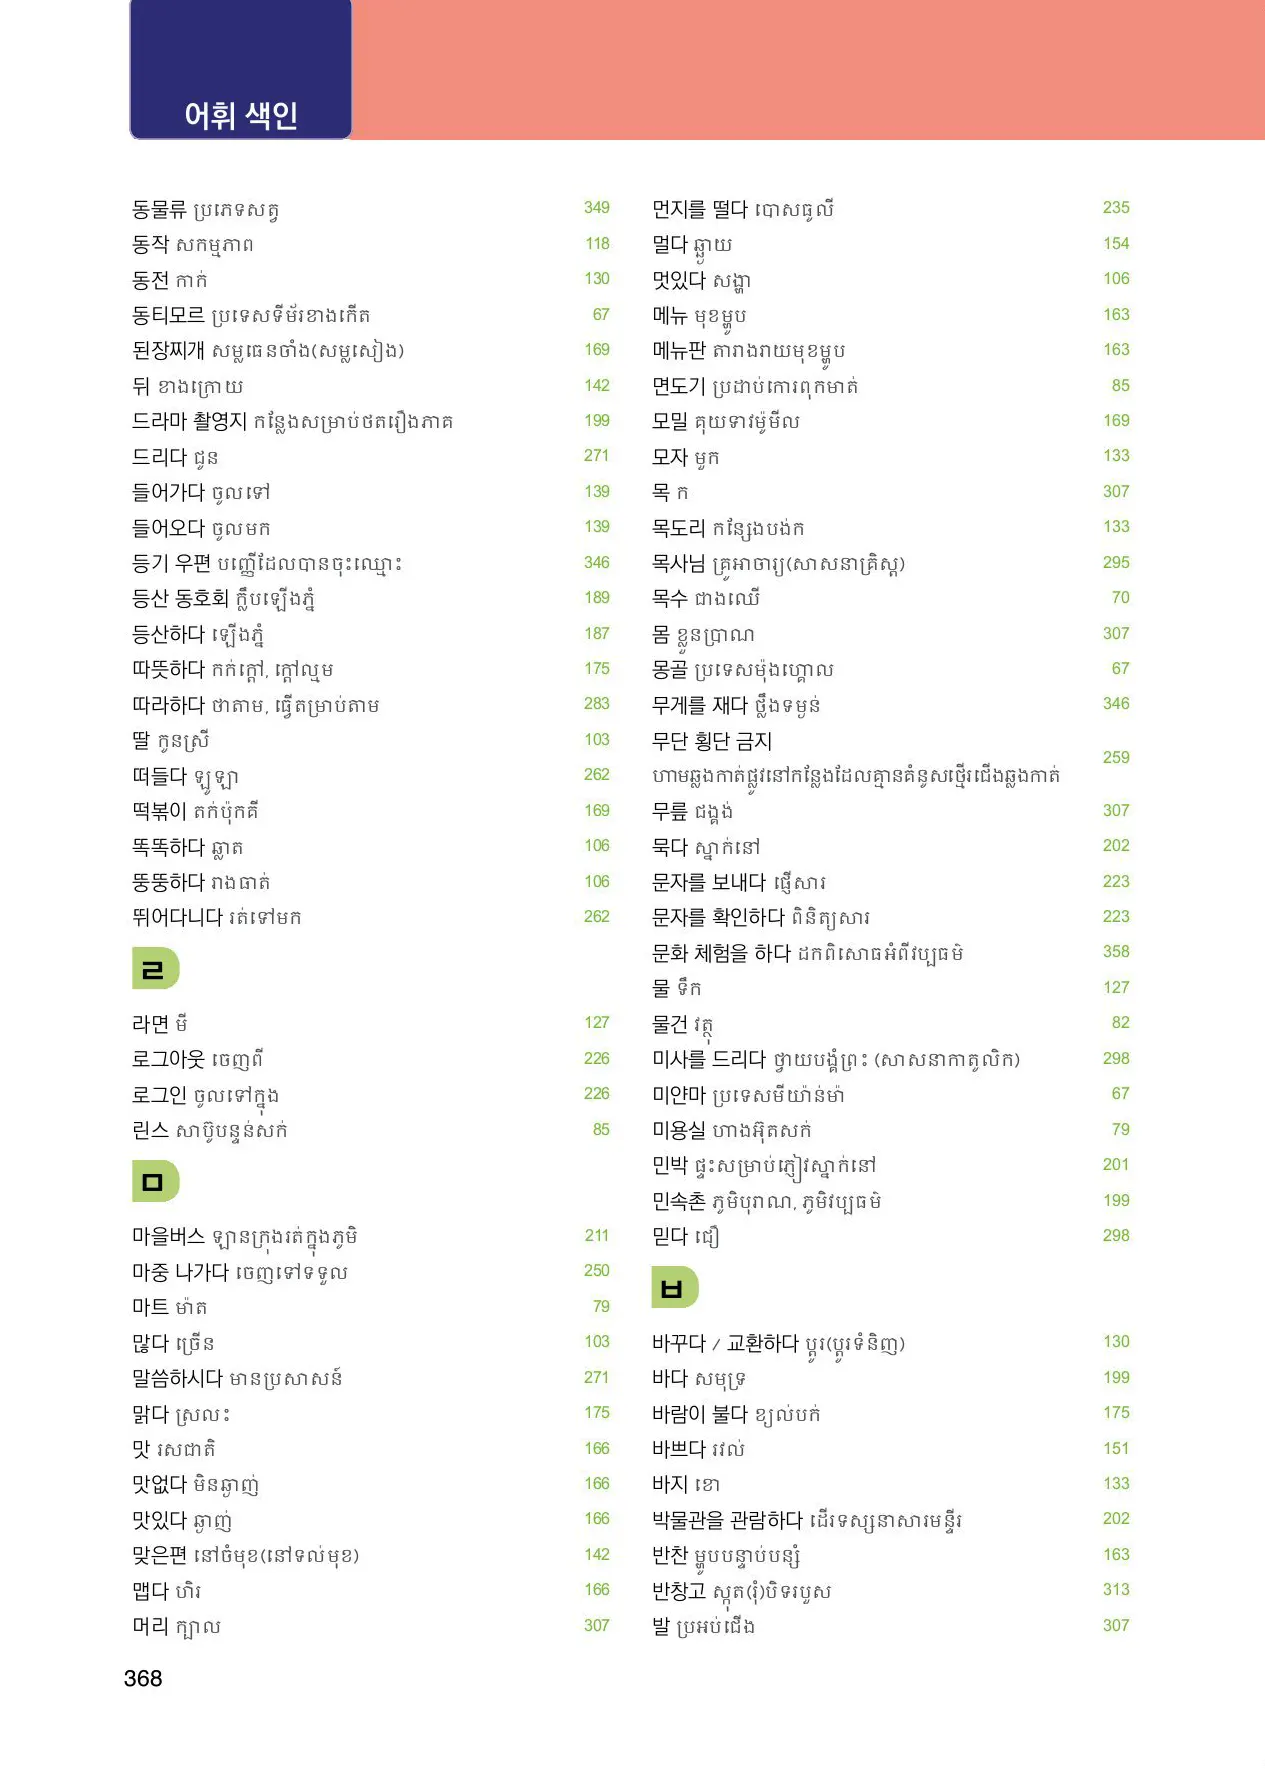 어휘 색인
동물류 ប្រភេទសត្វ 349
동작 សកម្មភាព 118
동전 កាក់ 130
동티모르 ប្រទេសទីម័រខាងកើត 67
된장찌개 សម្លធេនចាំង(សម្លសៀង) 169
뒤 ខាងក្រោយ 142
드라마 촬영지 កន្លែងសម្រាប់ថតរឿងភាគ 199
드리다 ជូន 271
들어가다 ចូលទៅ 139
들어오다 ចូលមក 139
등기 우편 បញ្ញើដែលបានចុះឈ្មោះ 346
등산 동호회 ក្លឹបឡើងភ្នំ 189
등산하다 ឡើងភ្នំ 187
따뜻하다 កក់ក្តៅ, ក្តៅល្មម 175
따라하다 ថាតាម, ធ្វើតម្រាប់តាម 283
딸 កូនស្រី 103
떠들다 ឡូឡា 262
떡볶이 តក់ប៉ុកគី 169
똑똑하다 ឆ្លាត 106
뚱뚱하다 រាងធាត់ 106
뛰어다니다 រត់ទៅមក 262
ㄹ
라면 មី 127
로그아웃 ចេញពី 226
로그인 ចូលទៅក្នុង 226
린스 សាប៊ូបន្ទន់សក់ 85
ㅁ
마을버스 ឡានក្រុងរត់ក្នុងភូមិ 211
마중 나가다 ចេញទៅទទួល 250
마트 ម៉ាត 79
많다 ច្រើន 103
말씀하시다 មានប្រសាសន៍ 271
맑다 ស្រលះ 175
맛 រសជាតិ 166
맛없다 មិនឆ្ងាញ់ 166
맛있다 ឆ្ងាញ់ 166
맞은편 នៅចំមុខ(នៅទល់មុខ) 142
맵다 ហិរ 166
머리 ក្បាល 307
먼지를 떨다 បោសធូលី 235
멀다 ឆ្ងាយ 154
멋있다 សង្ហា 106
메뉴 មុខម្ហូប 163
메뉴판 តារាងរាយមុខម្ហូប 163
면도기 ប្រដាប់កោរពុកមាត់ 85
모밀 គុយទាវម៉ូមីល 169
모자 មួក 133
목 ក 307
목도리 កន្សែងបង់ក 133
목사님 គ្រូអាចារ្យ(សាសនាគ្រិស្ត) 295
목수 ជាងឈើ 70
몸 ខ្លួនប្រាណ 307
몽골 ប្រទេសម៉ុងហ្គោល 67
무게를 재다 ថ្លឹងទម្ងន់ 346
무단 횡단 금지
ហាមឆ្លងកាត់ផ្លូវនៅកន្លែងដែលគ្មានគំនូសថ្មើរជើងឆ្លងកាត់ 259
무릎 ជង្គង់ 307
묵다 ស្នាក់នៅ 202
문자를 보내다 ផ្ញើសារ 223
문자를 확인하다 ពិនិត្យសារ 223
문화 체험을 하다 ដកពិសោធអំពីវប្បធម៌ 358
물 ទឹក 127
물건 វត្ថុ 82
미사를 드리다 ថ្វាយបង្គំព្រះ (សាសនាកាតូលិក) 298
미얀마 ប្រទេសមីយ៉ាន់ម៉ា 67
미용실 ហាងអ៊ុតសក់ 79
민박 ផ្ទះសម្រាប់ភ្ញៀវស្នាក់នៅ 201
민속촌 ភូមិបុរាណ, ភូមិវប្បធម៌ 199
믿다 ជឿ 298
ㅂ
바꾸다 / 교환하다 ប្តូរ(ប្តូរទំនិញ) 130
바다 សមុទ្រ 199
바람이 불다 ខ្យល់បក់ 175
바쁘다 រវល់ 151
바지 ខោ 133
박물관을 관람하다 ដើរទស្សនាសារមន្ទីរ 202
반찬 ម្ហូបបន្ទាប់បន្សំ 163
반창고 ស្កុត(រុំ)បិទរបួស 313
발 ប្រអប់ជើង 307
368